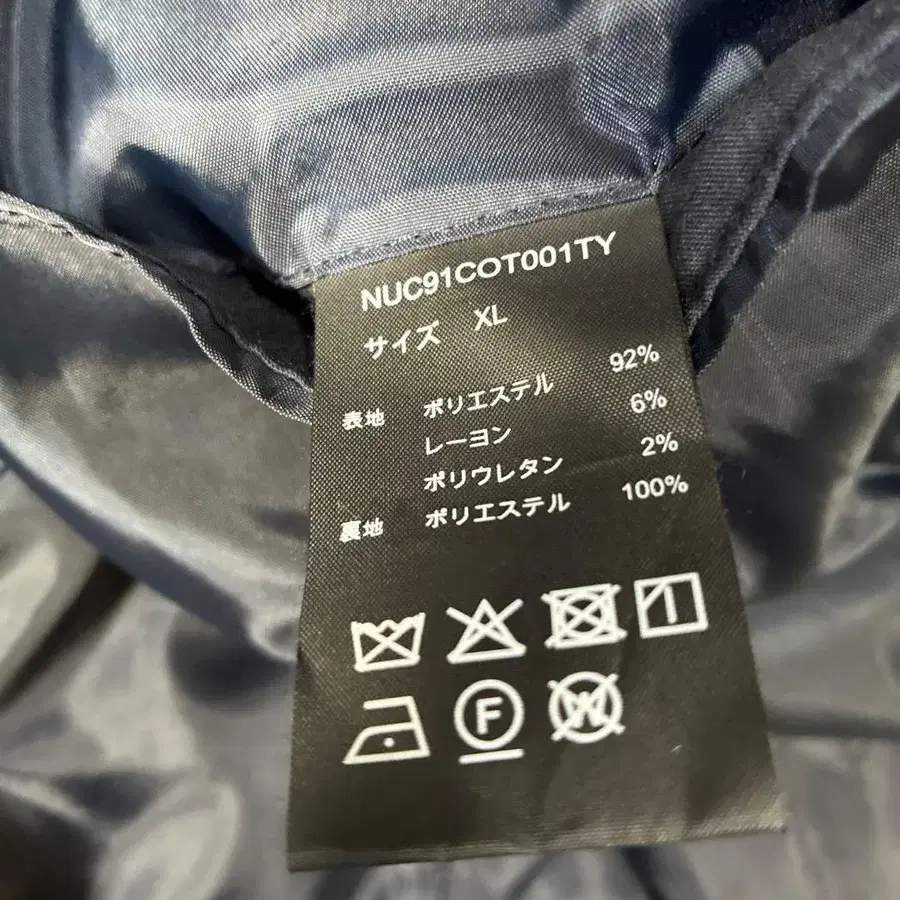 NUC91COT001TY
サイズ XL
表地 ポリエステル 92%
レーヨン 6%
ポリウレタン 2%
裏地 ポリエステル 100%
F W